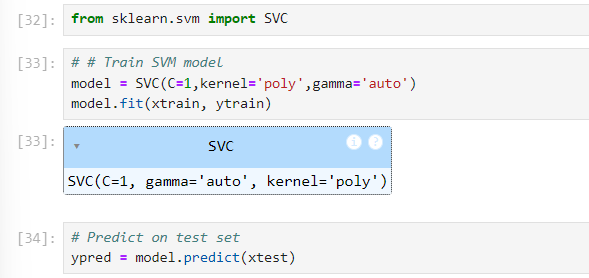 [32]: from sklearn.svm import SVC
[33]: # # Train SVM model
model = SVC(C=1,kernel='poly',gamma='auto')
model.fit(xtrain, ytrain)
[33]: ▾ SVC i ?
SVC(C=1, gamma='auto', kernel='poly')
[34]: # Predict on test set
ypred = model.predict(xtest)